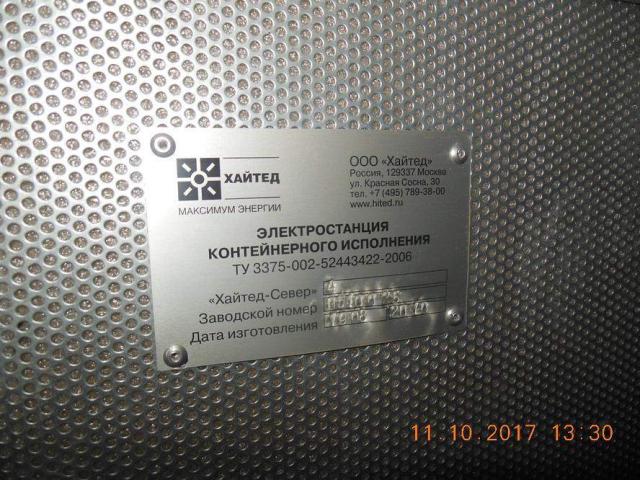 ХАЙТЕД
МАКСИМУМ ЭНЕРГИИ
ООО «Хайтед»
Россия, 129337 Москва
ул. Красная Сосна, 30
тел. +7 (495) 789-38-00
www.hited.ru
ЭЛЕКТРОСТАНЦИЯ
КОНТЕЙНЕРНОГО ИСПОЛНЕНИЯ
ТУ 3375-002-52443422-2006
«Хайтед-Север» 4
Заводской номер
Дата изготовления
11.10.2017 13:30